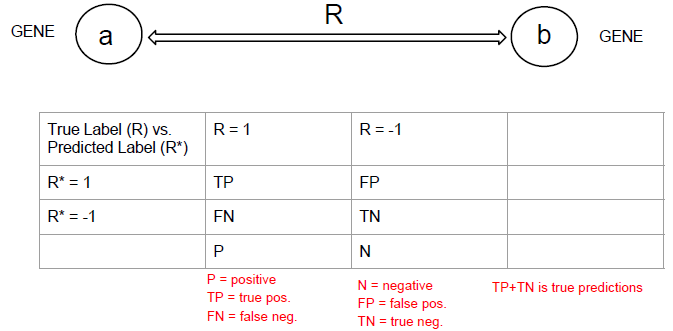 R
GENE a b GENE
True Label (R) vs. R = 1 R = -1
Predicted Label (R*)
R* = 1 TP FP
R* = -1 FN TN
P N
P = positive
TP = true pos.
FN = false neg.
N = negative
FP = false pos.
TN = true neg.
TP+TN is true predictions